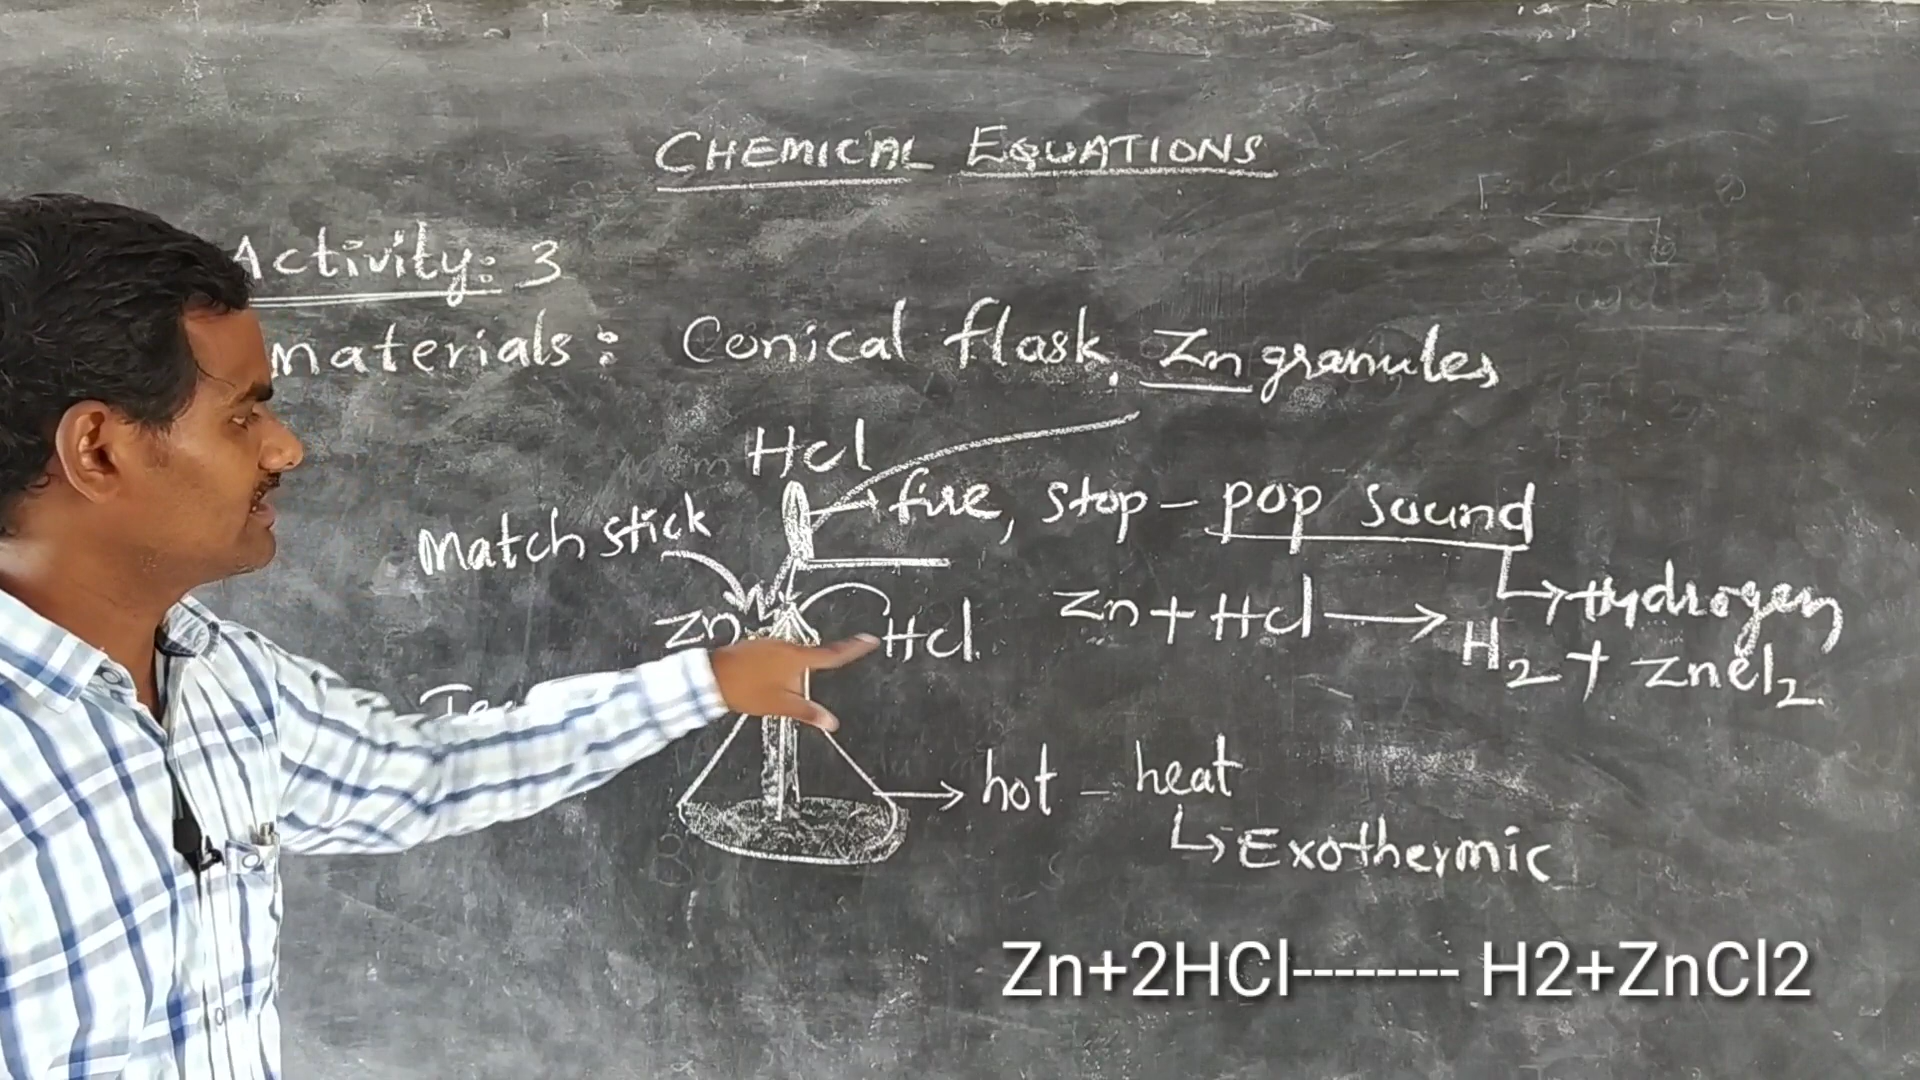 CHEMICAL EQUATIONS
Activity: 3
materials: Conical flask, Zn granules
Hcl
Match stick
fire, stop - pop sound
Hydrogen
Zn
Hcl.
Zn + Hcl → H2 + Zncl2
hot - heat
Exothermic
Zn+2HCl-------- H2+ZnCl2